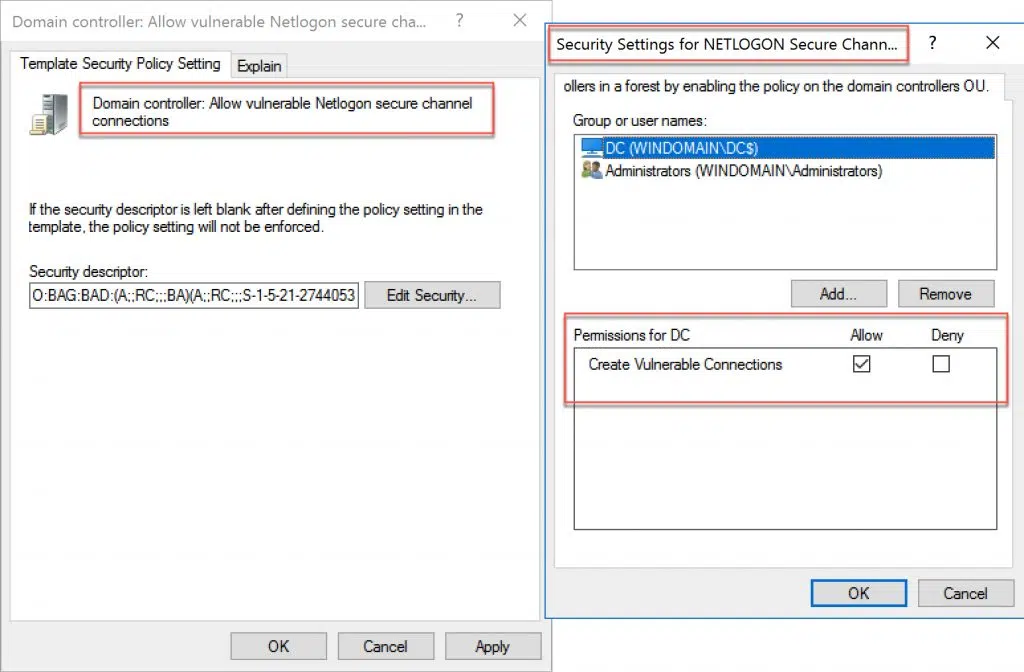 Domain controller: Allow vulnerable Netlogon secure cha...
?
Template Security Policy Setting
Explain
Domain controller: Allow vulnerable Netlogon secure channel
connections
If the security descriptor is left blank after defining the policy setting in the
template, the policy setting will not be enforced.
Security descriptor:
O:BAG:BAD:(A;;RC;;;BA)(A;;RC;;;S-1-5-21-2744053
Edit Security...
OK
Cancel
Apply
Security Settings for NETLOGON Secure Chann...
?
ollers in a forest by enabling the policy on the domain controllers OU.
Group or user names:
DC (WINDOMAIN\DC$)
Administrators (WINDOMAIN\Administrators)
Add...
Remove
Permissions for DC
Allow
Deny
Create Vulnerable Connections
OK
Cancel